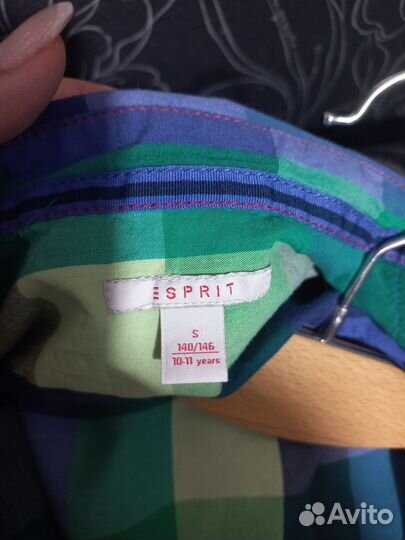 ESPRIT
S
140/146
10-11 years
Avito